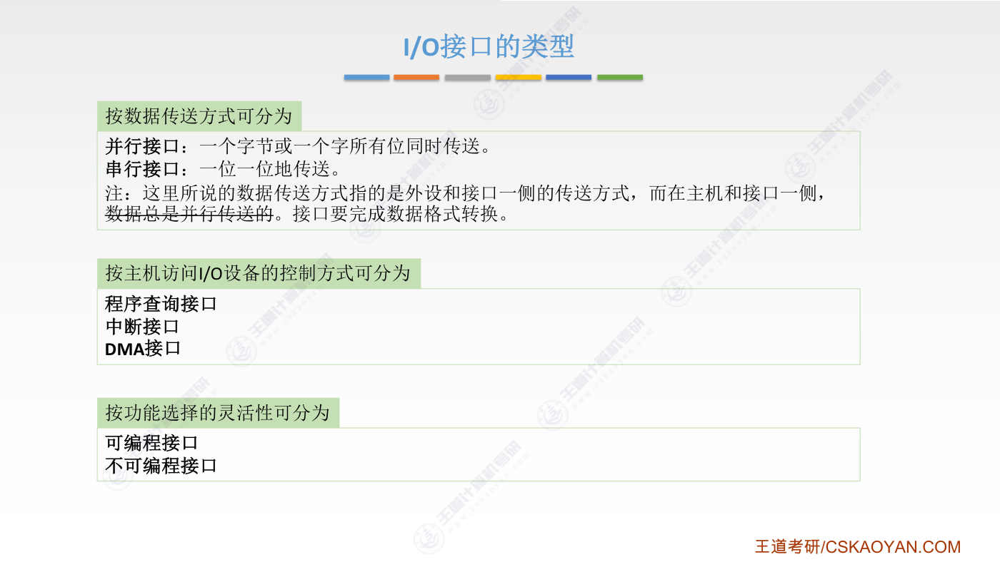 I/O接口的类型
按数据传送方式可分为
并行接口：一个字节或一个字所有位同时传送。
串行接口：一位一位地传送。
注：这里所说的数据传送方式指的是外设和接口一侧的传送方式，而在主机和接口一侧，
数据总是并行传送的。接口要完成数据格式转换。
按主机访问I/O设备的控制方式可分为
程序查询接口
中断接口
DMA接口
按功能选择的灵活性可分为
可编程接口
不可编程接口
王道考研/CSKAOYAN.COM